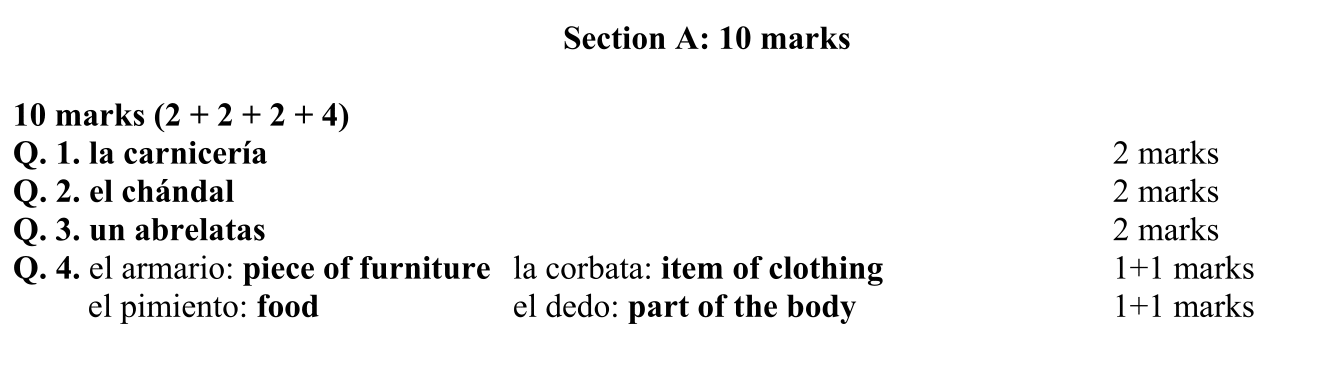 Section A: 10 marks
10 marks (2 + 2 + 2 + 4)
Q. 1. la carnicería 2 marks
Q. 2. el chándal 2 marks
Q. 3. un abrelatas 2 marks
Q. 4. el armario: piece of furniture la corbata: item of clothing 1+1 marks
el pimiento: food el dedo: part of the body 1+1 marks